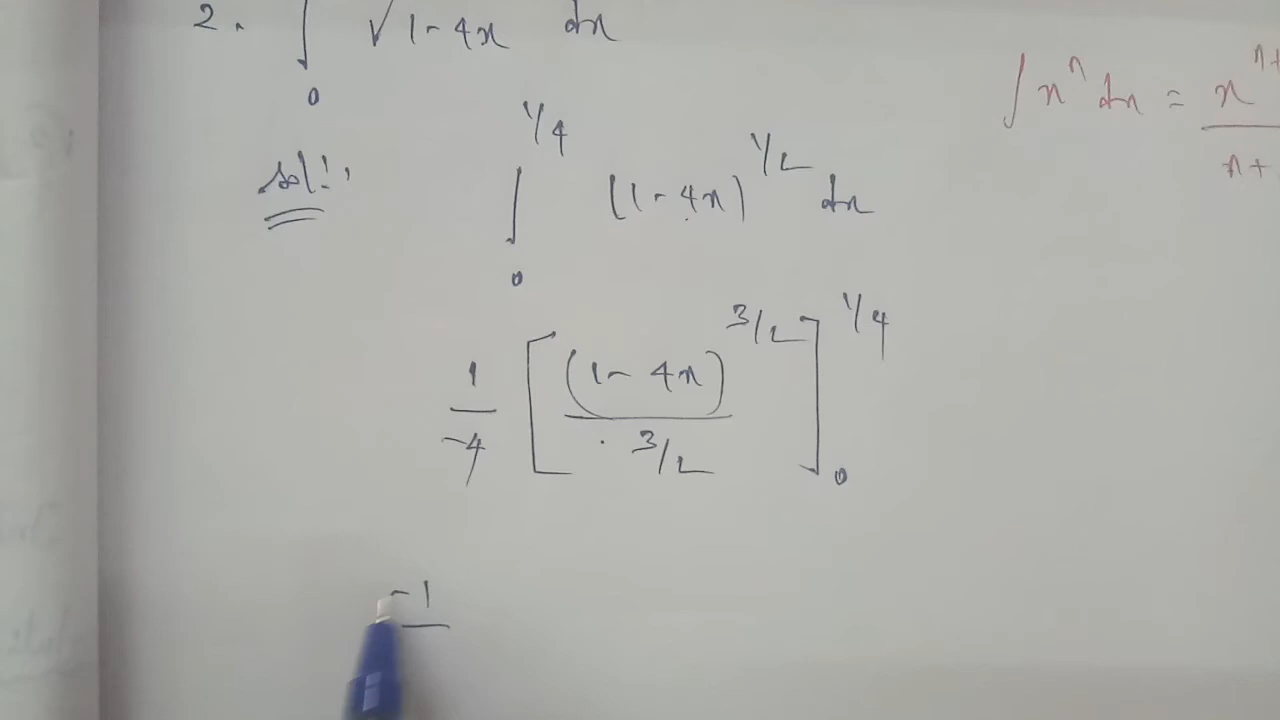 2. ∫₀ √1-4x dx
∫xⁿ dx = xⁿ⁺ / n+
Sol:
∫₀^1/4 (1-4x)^1/2 dx
1/-4 [ (1-4x)^3/2 / 3/2 ]₀^1/4
-1